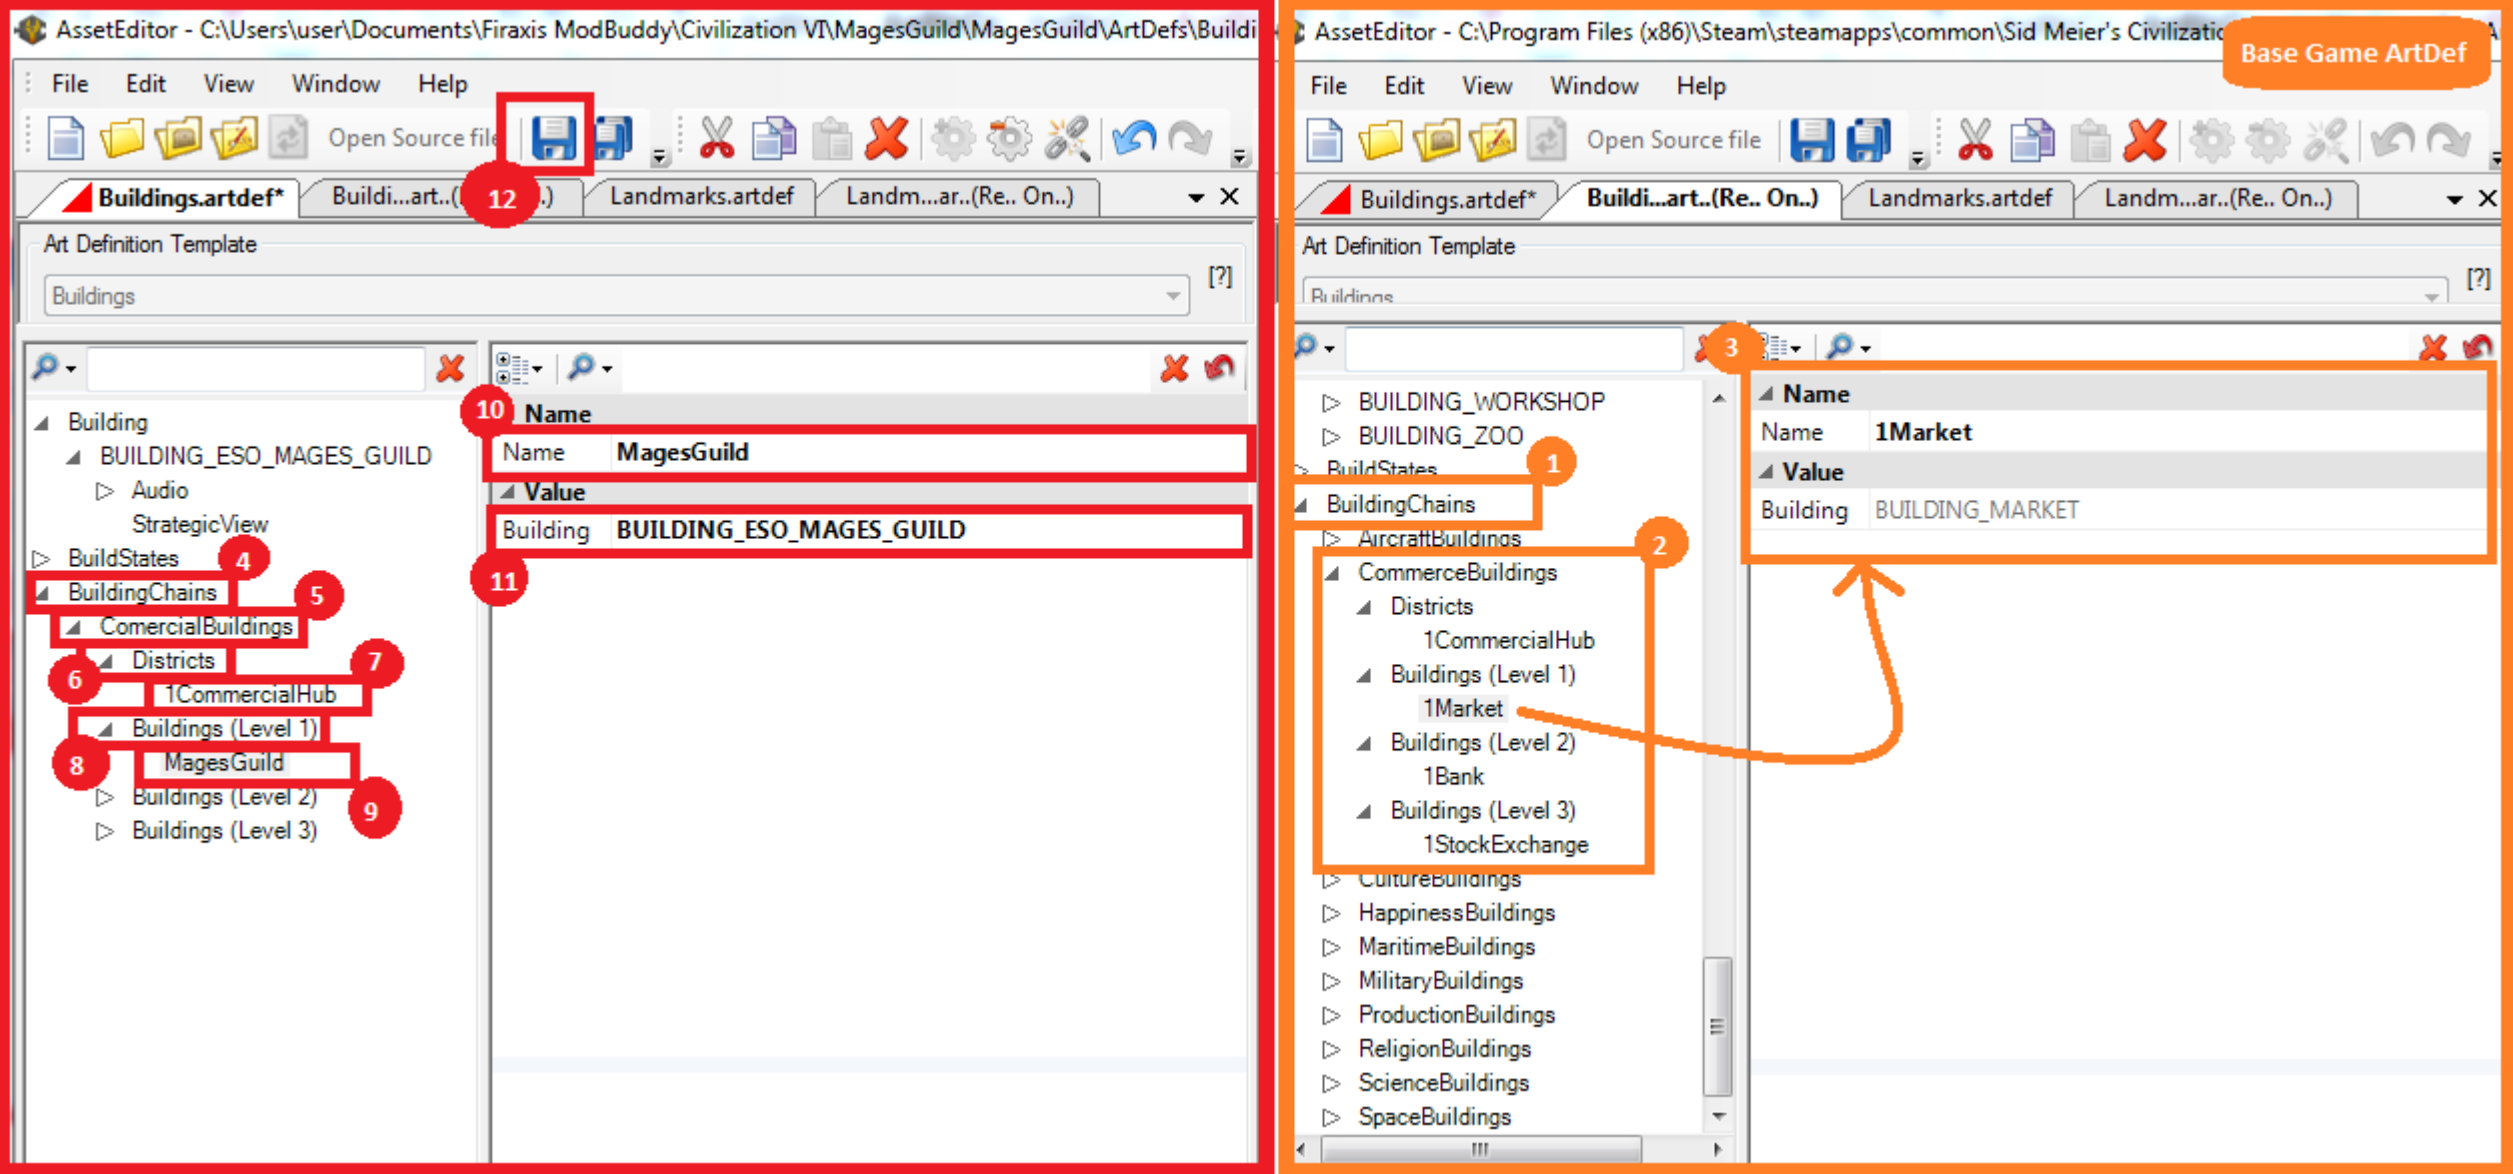 AssetEditor - C:\Users\user\Documents\Firaxis ModBuddy\Civilization VI\MagesGuild\MagesGuild\ArtDefs\Buildi
File Edit View Window Help
Open Source file
12
Buildings.artdef* Buildi...art..( .) Landmarks.artdef Landm...ar..(Re.. On..)
Art Definition Template
[?]
Buildings
10 Name
Name MagesGuild
Value
Building BUILDING_ESO_MAGES_GUILD
11
Building
BUILDING_ESO_MAGES_GUILD
Audio
StrategicView
BuildStates 4
BuildingChains 5
ComercialBuildings
Districts 7
6
1CommercialHub
Buildings (Level 1)
8 MagesGuild
Buildings (Level 2) 9
Buildings (Level 3)
AssetEditor - C:\Program Files (x86)\Steam\steamapps\common\Sid Meier's
Base Game ArtDef
File Edit View Window Help
Open Source file
Buildings.artdef* Buildi...art..(Re.. On..) Landmarks.artdef Landm...ar..(Re.. On..)
Art Definition Template
[?]
Buildings
3
BUILDING_WORKSHOP
BUILDING_ZOO
BuildStates 1
BuildingChains
AircraftBuildings 2
CommerceBuildings
Districts
1CommercialHub
Buildings (Level 1)
1Market
Buildings (Level 2)
1Bank
Buildings (Level 3)
1StockExchange
CultureBuildings
HappinessBuildings
MaritimeBuildings
MilitaryBuildings
ProductionBuildings
ReligionBuildings
ScienceBuildings
SpaceBuildings
Name
Name 1Market
Value
Building BUILDING_MARKET